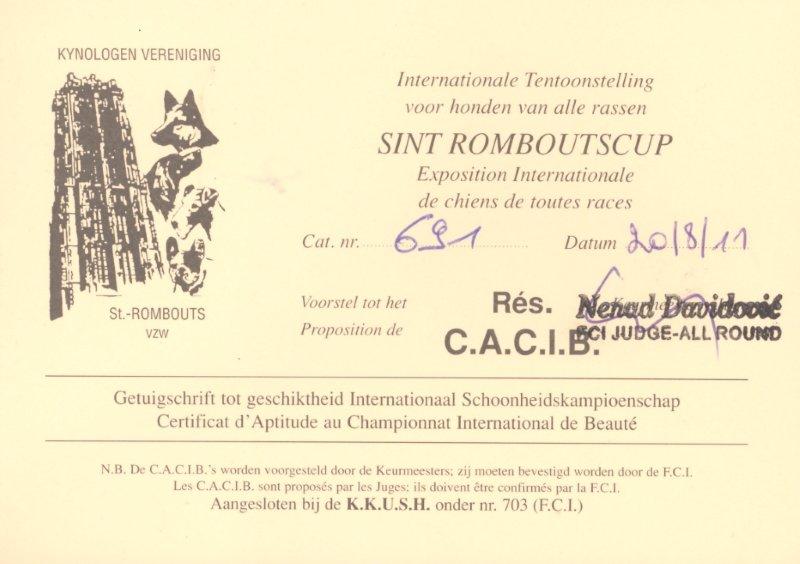 KYNOLOGEN VERENIGING
St.-ROMBOUTS
VZW
Internationale Tentoonstelling
voor honden van alle rassen
SINT ROMBOUTSCUP
Exposition Internationale
de chiens de toutes races
Cat. nr. 691 Datum 20/8/11
Voorstel tot het
Proposition de
Rés.
C.A.C.I.B.
Nenad Davidović
FCI JUDGE-ALL ROUND
Getuigschrift tot geschiktheid Internationaal Schoonheidskampioenschap
Certificat d'Aptitude au Championnat International de Beauté
N.B. De C.A.C.I.B.'s worden voorgesteld door de Keurmeesters; zij moeten bevestigd worden door de F.C.I.
Les C.A.C.I.B. sont proposés par les Juges; ils doivent être confirmés par la F.C.I.
Aangesloten bij de K.K.U.S.H. onder nr. 703 (F.C.I.)